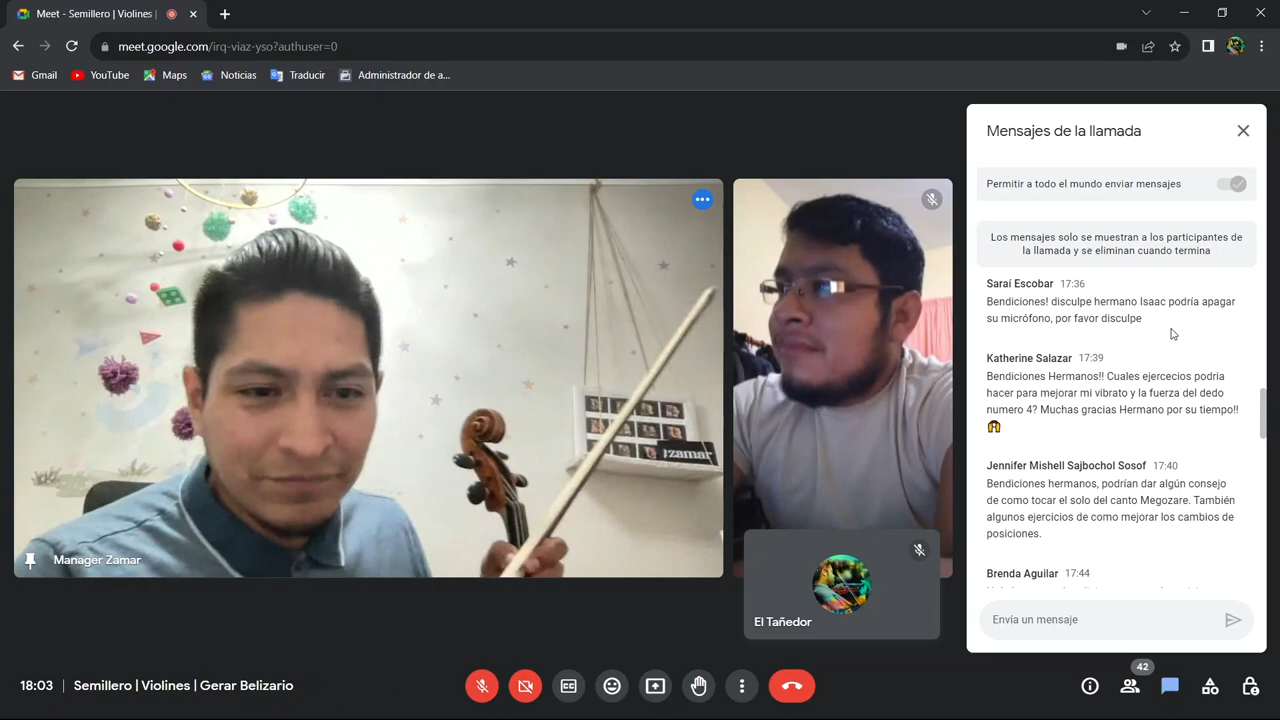 Meet - Semillero | Violines |
meet.google.com/irq-viaz-yso?authuser=0
Gmail YouTube Maps Noticias Traducir Administrador de a...
Mensajes de la llamada
Permitir a todo el mundo enviar mensajes
Los mensajes solo se muestran a los participantes de
la llamada y se eliminan cuando termina
Saraí Escobar 17:36
Bendiciones! disculpe hermano Isaac podría apagar
su micrófono, por favor disculpe
Katherine Salazar 17:39
Bendiciones Hermanos!! Cuales ejercecios podria
hacer para mejorar mi vibrato y la fuerza del dedo
numero 4? Muchas gracias Hermano por su tiempo!!
Jennifer Mishell Sajbochol Sosof 17:40
Bendiciones hermanos, podrían dar algún consejo
de como tocar el solo del canto Megozare. También
algunos ejercicios de como mejorar los cambios de
posiciones.
Brenda Aguilar 17:44
Envía un mensaje
zamar
Manager Zamar
El Tañedor
18:03 | Semillero | Violines | Gerar Belizario
CC
42